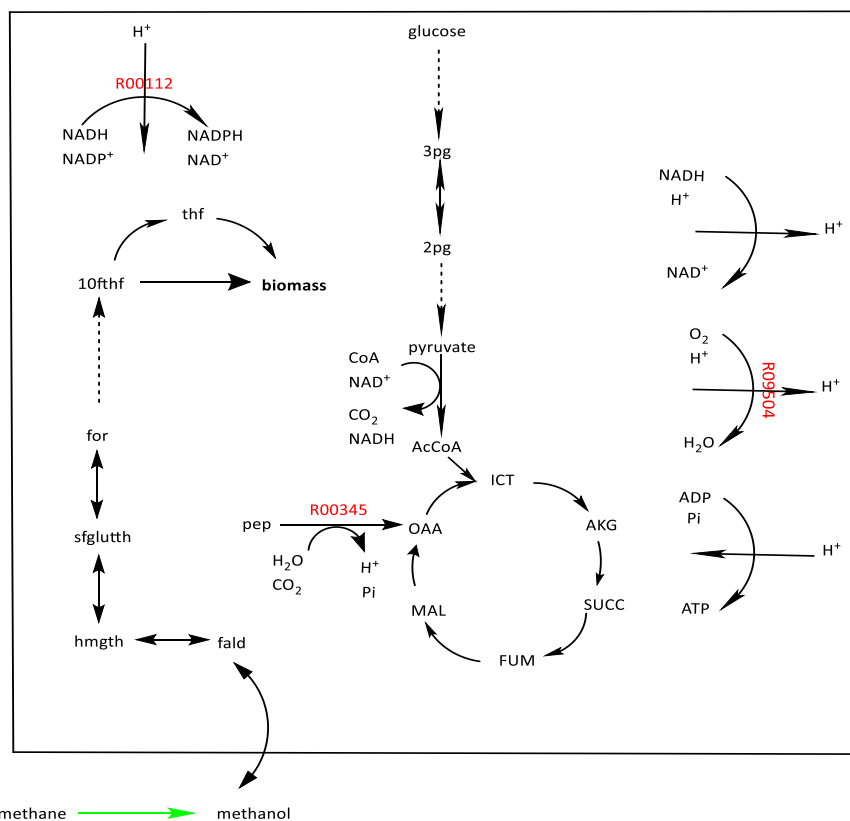 H⁺
R00112
NADH
NADP⁺
NADPH
NAD⁺
thf
10fthf
biomass
for
sfglutth
hmgth
fald
methane
methanol
glucose
3pg
2pg
pyruvate
CoA
NAD⁺
CO₂
NADH
AcCoA
ICT
AKG
SUCC
FUM
MAL
OAA
pep
R00345
H₂O
CO₂
H⁺
Pi
NADH
H⁺
H⁺
NAD⁺
O₂
H⁺
R09504
H⁺
H₂O
ADP
Pi
H⁺
ATP